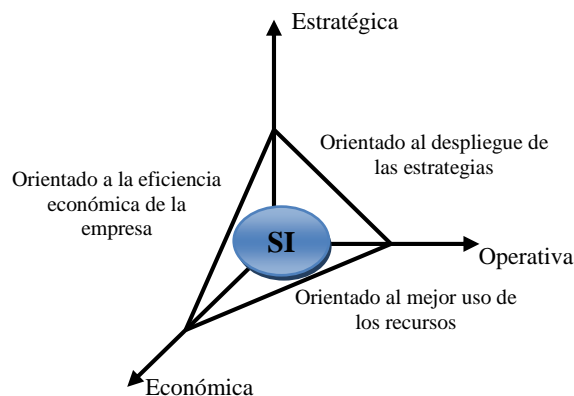 Estratégica
Orientado al despliegue de
las estrategias
Orientado a la eficiencia
económica de la
empresa
SI
Operativa
Orientado al mejor uso de
los recursos
Económica